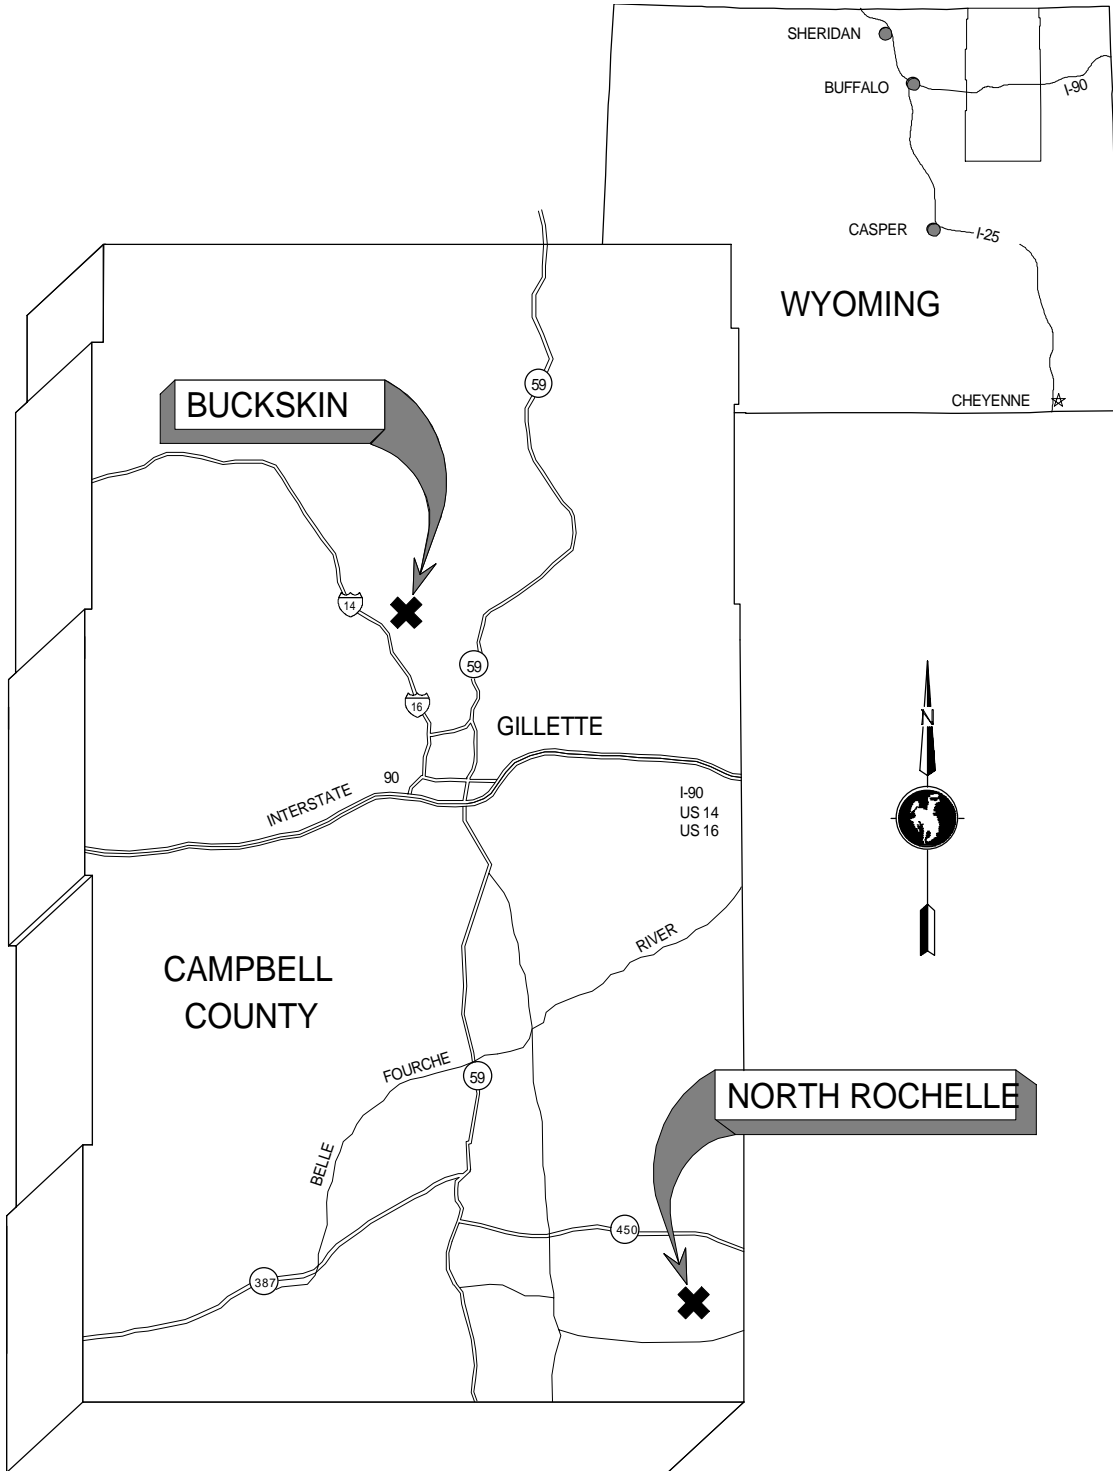 SHERIDAN
BUFFALO
I-90
CASPER
I-25
WYOMING
CHEYENNE
59
BUCKSKIN
14
59
16
GILLETTE
N
90
INTERSTATE
I-90
US 14
US 16
RIVER
CAMPBELL
COUNTY
FOURCHE
59
NORTH ROCHELLE
BELLE
450
387